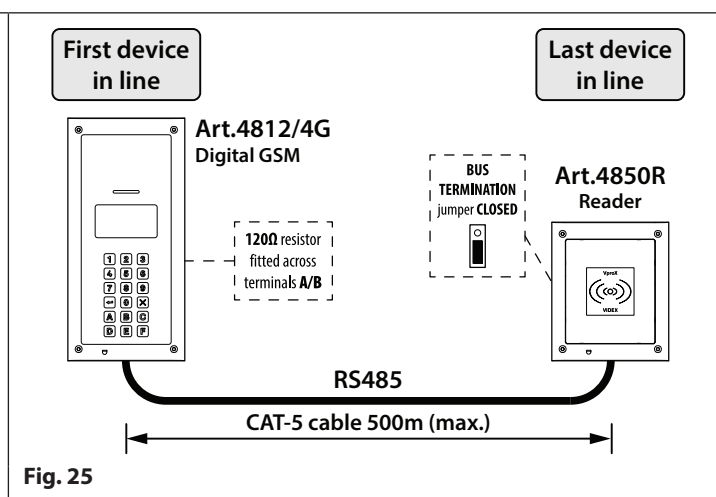 First device
in line
Last device
in line
Art.4812/4G
Digital GSM
BUS
TERMINATION
jumper CLOSED
Art.4850R
Reader
120Ω resistor
fitted across
terminals A/B
1 2 3
4 5 6
7 8 9
0 X
A B C
D E F
VproX
VIDEX
RS485
CAT-5 cable 500m (max.)
Fig. 25